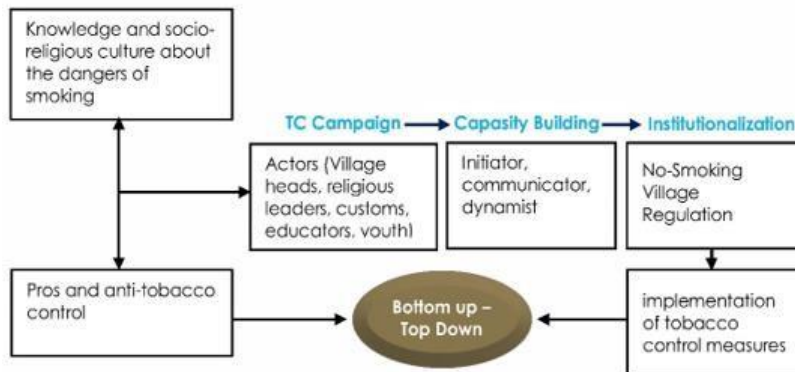 Knowledge and socio-
religious culture about
the dangers of
smoking
TC Campaign
Capasity Building
Institutionalization
Actors (Village
heads, religious
leaders, customs,
educators, youth)
Initiator,
communicator,
dynamist
No-Smoking
Village
Regulation
Pros and anti-tobacco
control
Bottom up –
Top Down
implementation
of tobacco
control measures